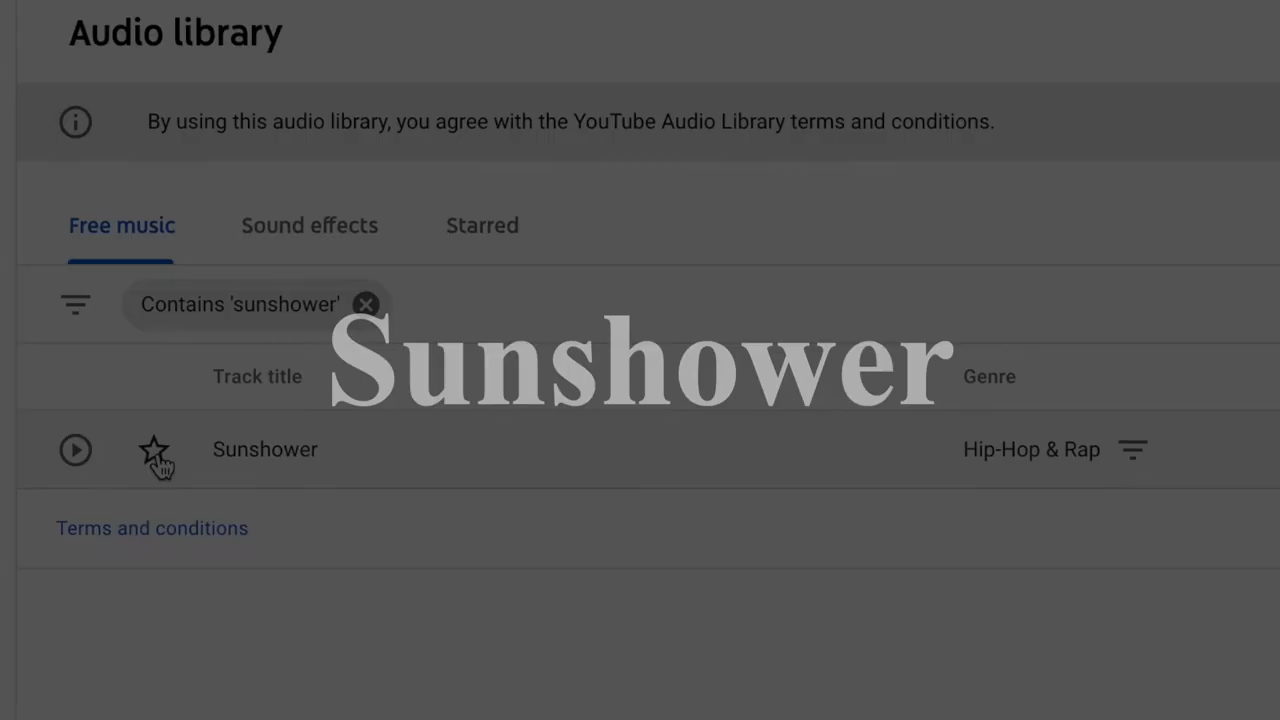 Audio library
By using this audio library, you agree with the YouTube Audio Library terms and conditions.
Free music Sound effects Starred
Contains 'sunshower'
Sunshower
Track title Genre
Sunshower Hip-Hop & Rap
Terms and conditions